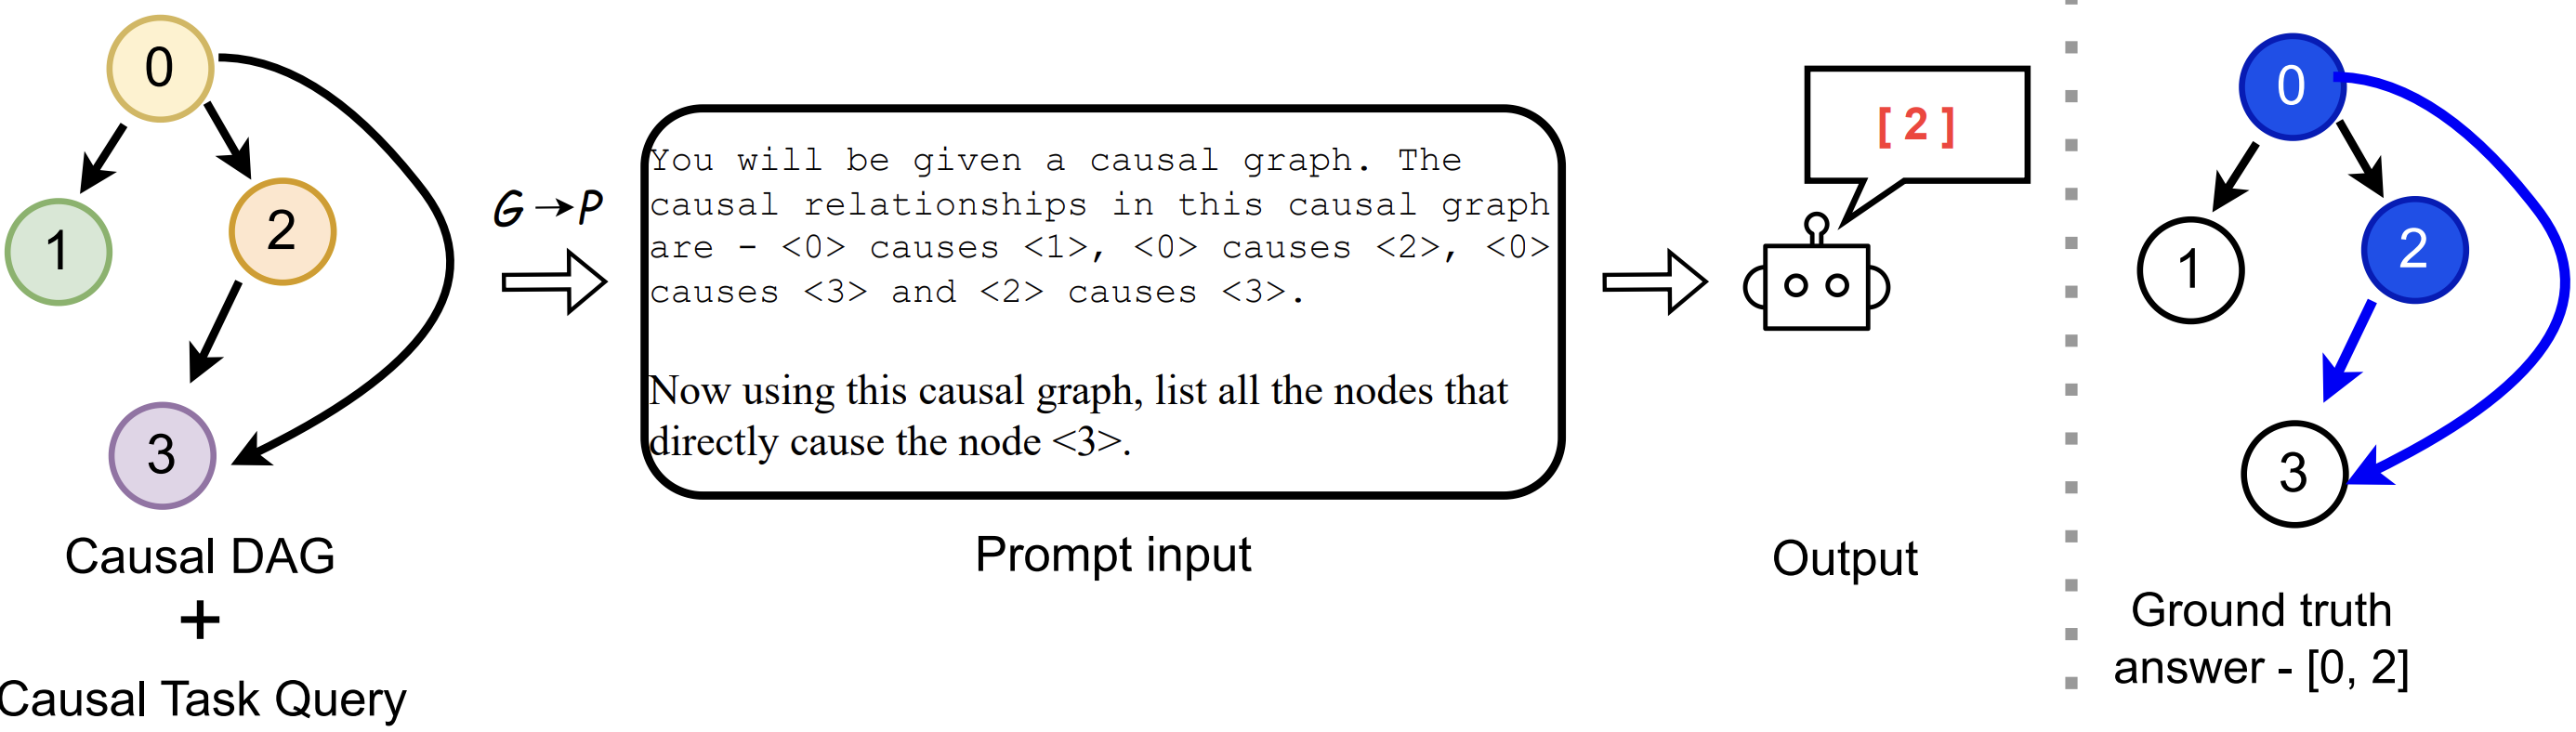 0
1
2
3
Causal DAG
+
Causal Task Query
G→P
You will be given a causal graph. The
causal relationships in this causal graph
are - <0> causes <1>, <0> causes <2>, <0>
causes <3> and <2> causes <3>.
Now using this causal graph, list all the nodes that
directly cause the node <3>.
Prompt input
[ 2 ]
Output
0
1
2
3
Ground truth
answer - [0, 2]